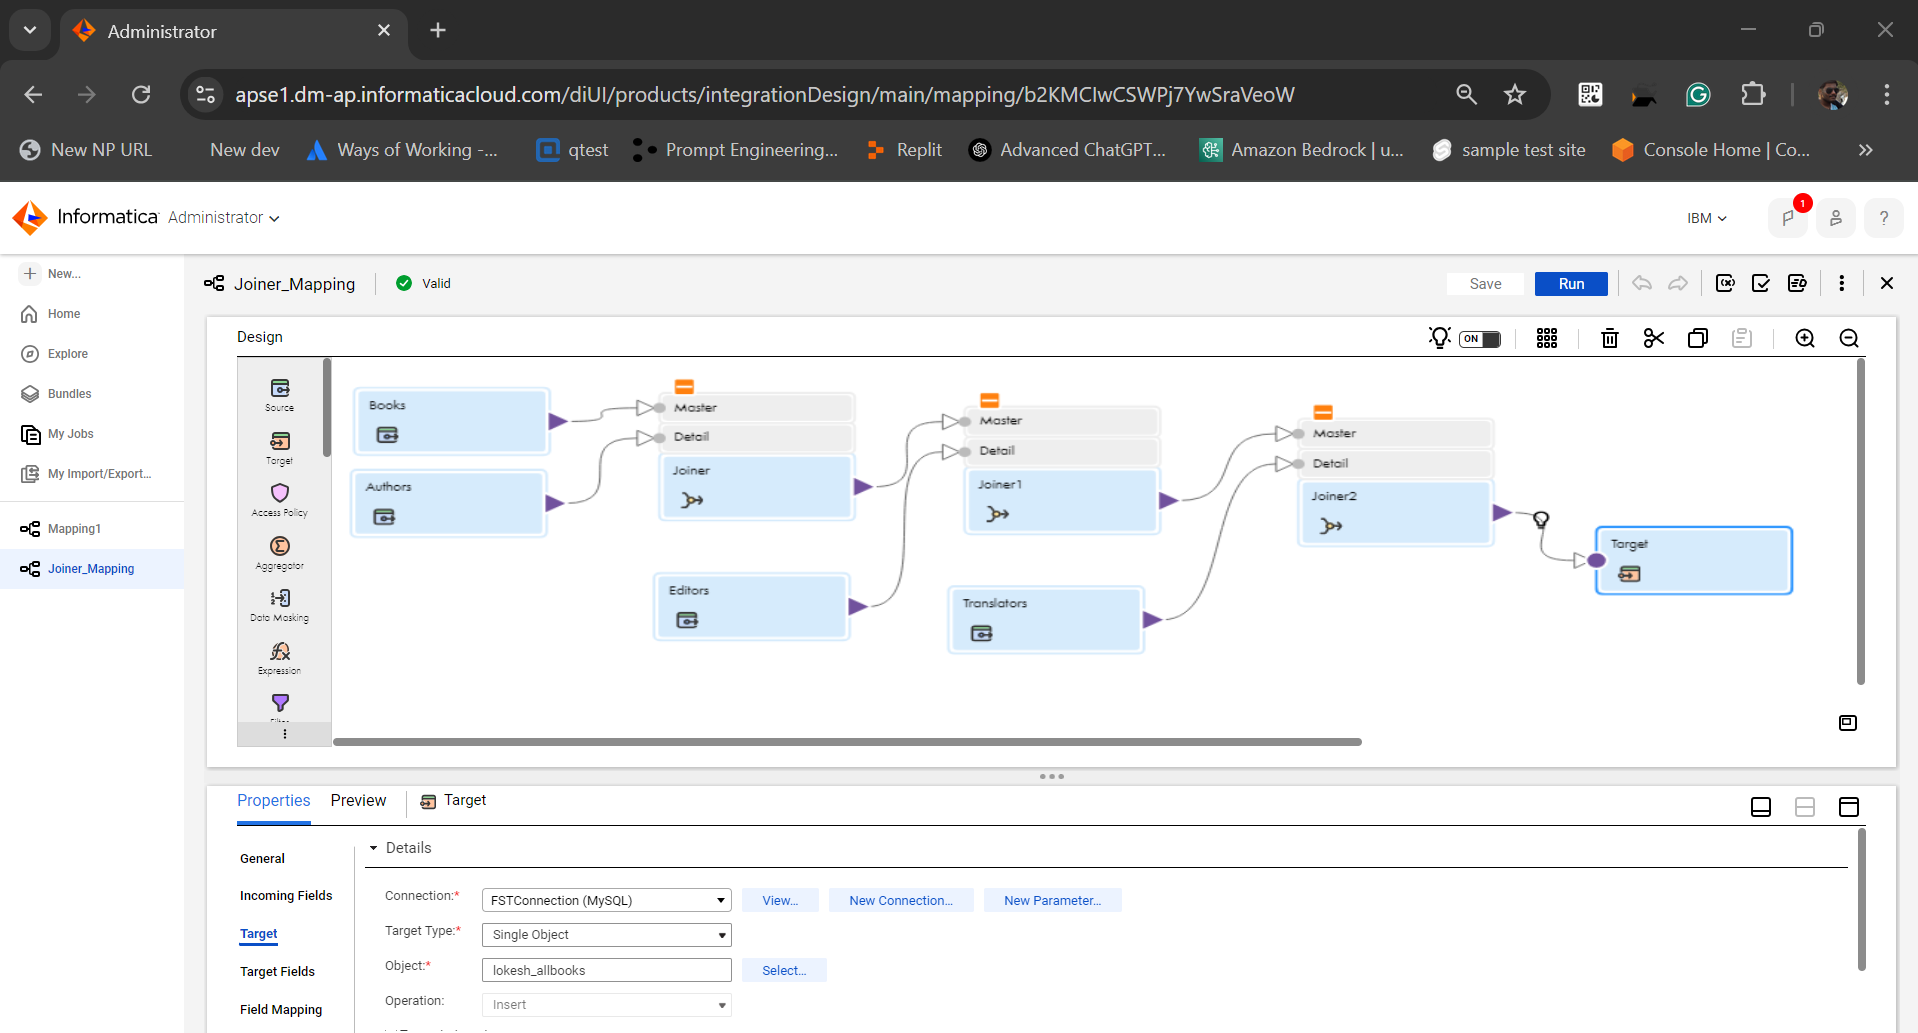 Administrator
apse1.dm-ap.informaticacloud.com/diUI/products/integrationDesign/main/mapping/b2KMCIwCSWPj7YwSraVeoW
New NP URL
New dev
Ways of Working -...
qtest
Prompt Engineering...
Replit
Advanced ChatGPT...
Amazon Bedrock | u...
sample test site
Console Home | Co...
Informatica Administrator
IBM
1
?
New...
Home
Explore
Bundles
My Jobs
My Import/Export...
Mapping1
Joiner_Mapping
Joiner_Mapping
Valid
Save
Run
Design
ON
Source
Target
Access Policy
Aggregator
Data Masking
Expression
Books
Authors
Master
Detail
Joiner
Editors
Master
Detail
Joiner1
Translators
Master
Detail
Joiner2
Target
Properties
Preview
Target
General
Incoming Fields
Target
Target Fields
Field Mapping
Details
Connection:*
FSTConnection (MySQL)
View...
New Connection...
New Parameter...
Target Type:*
Single Object
Object:*
lokesh_allbooks
Select...
Operation:
Insert